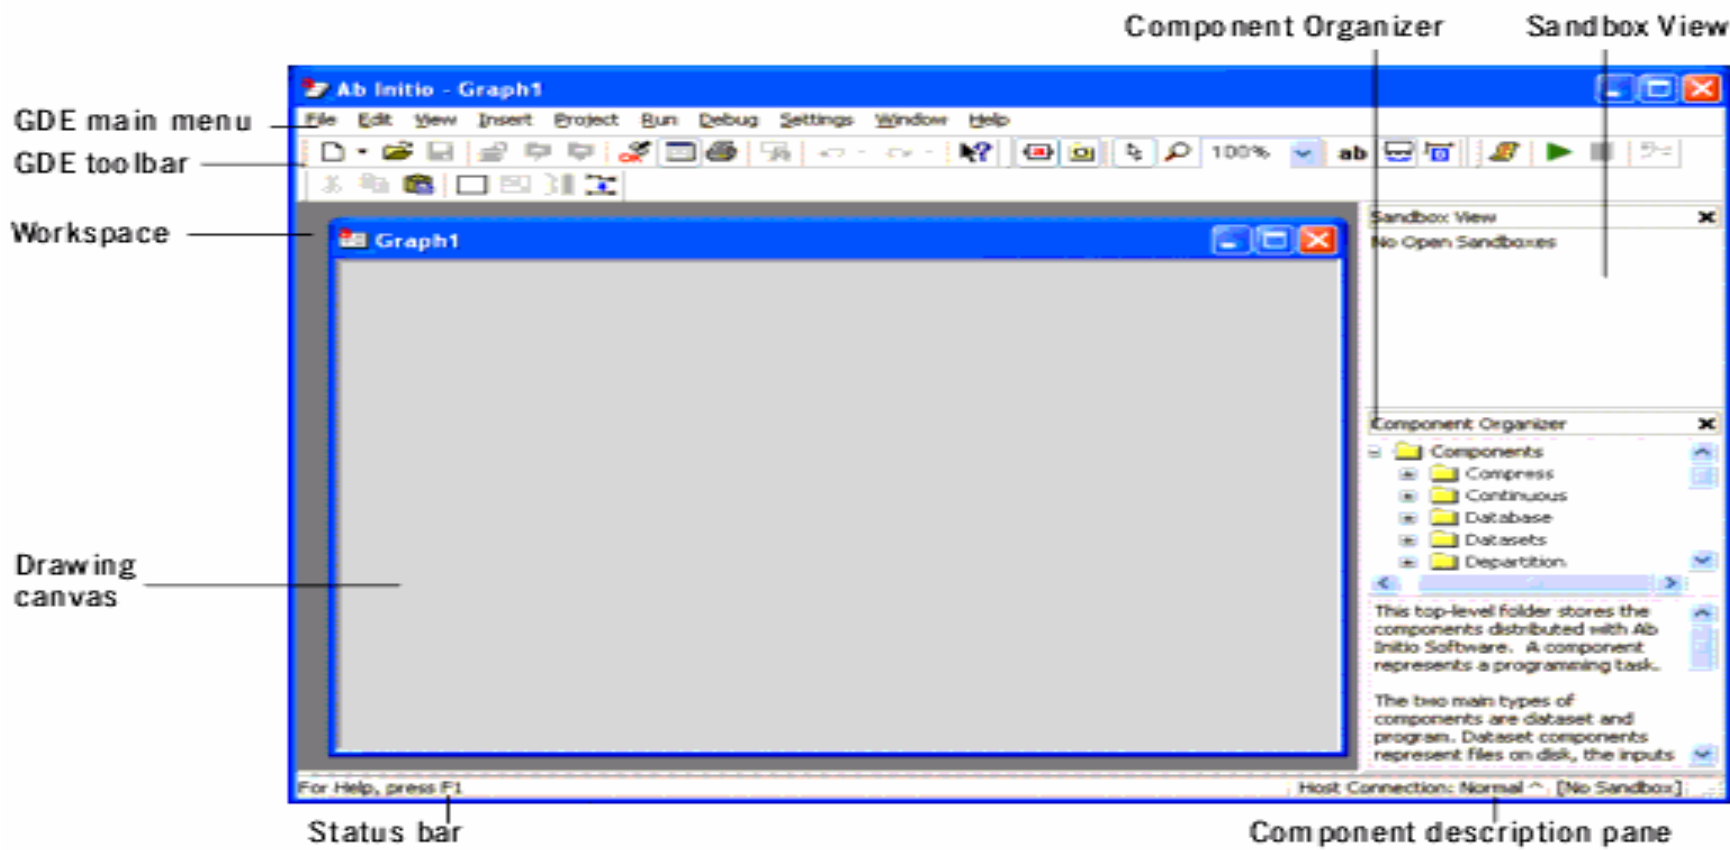 Component Organizer
Sandbox View
Ab Initio - Graph1
GDE main menu
File Edit View Insert Project Run Debug Settings Window Help
GDE toolbar
100%
ab
Workspace
Graph1
Sandbox View
No Open Sandboxes
Component Organizer
Components
Compress
Continuous
Database
Datasets
Departition
Drawing
canvas
This top-level folder stores the
components distributed with Ab
Initio Software. A component
represents a programming task.
The two main types of
components are dataset and
program. Dataset components
represent files on disk, the inputs
For Help, press F1
Host Connection: Normal ^ [No Sandbox]
Status bar
Component description pane